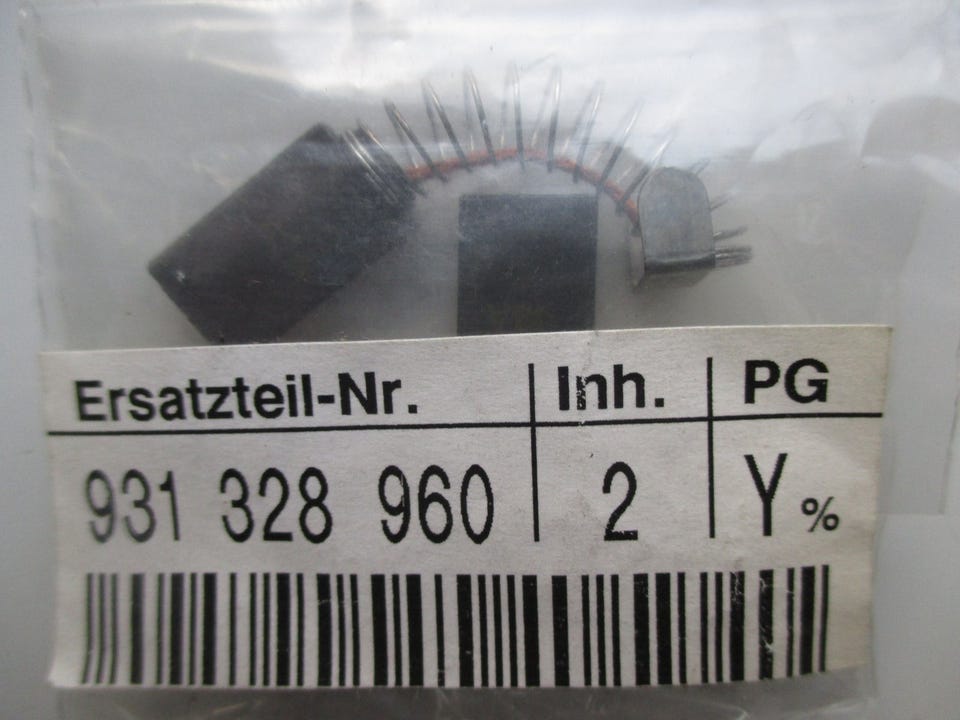 Ersatzteil-Nr. Inh. PG
931 328 960 2 Y %